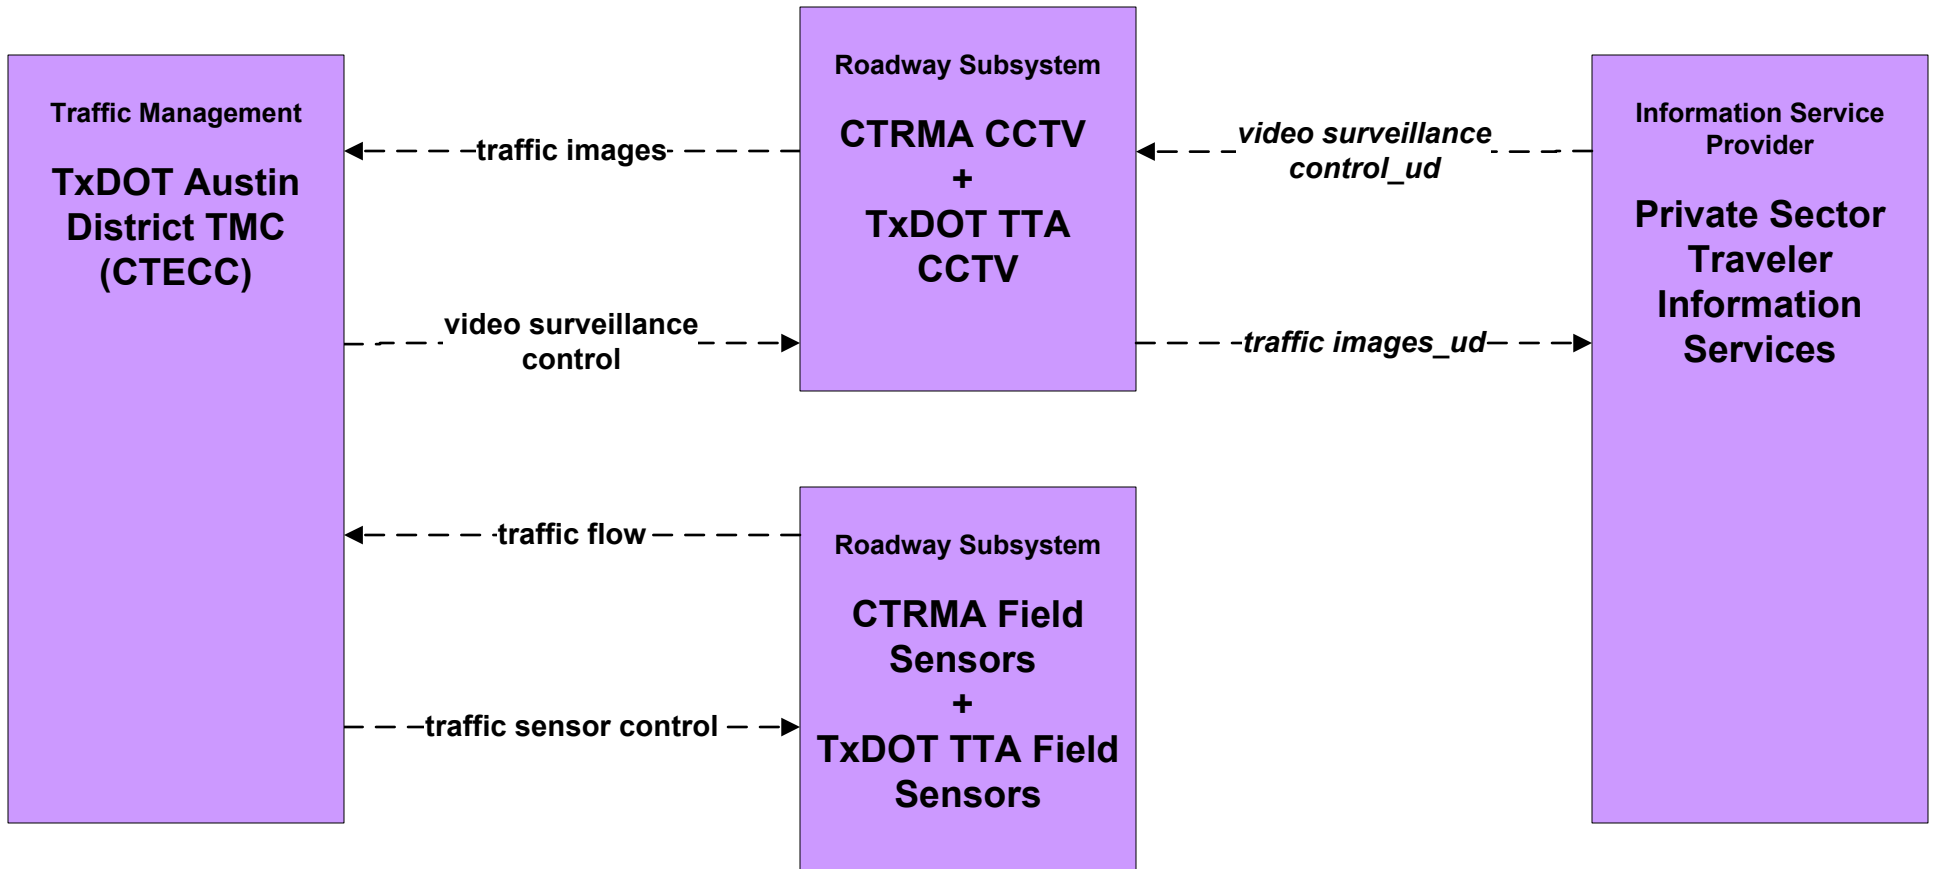 Traffic Management
TxDOT Austin
District TMC
(CTECC)
traffic images
video surveillance
control
traffic flow
traffic sensor control
Roadway Subsystem
CTRMA CCTV
+
TxDOT TTA
CCTV
Roadway Subsystem
CTRMA Field
Sensors
+
TxDOT TTA Field
Sensors
video surveillance
control_ud
traffic images_ud
Information Service
Provider
Private Sector
Traveler
Information
Services